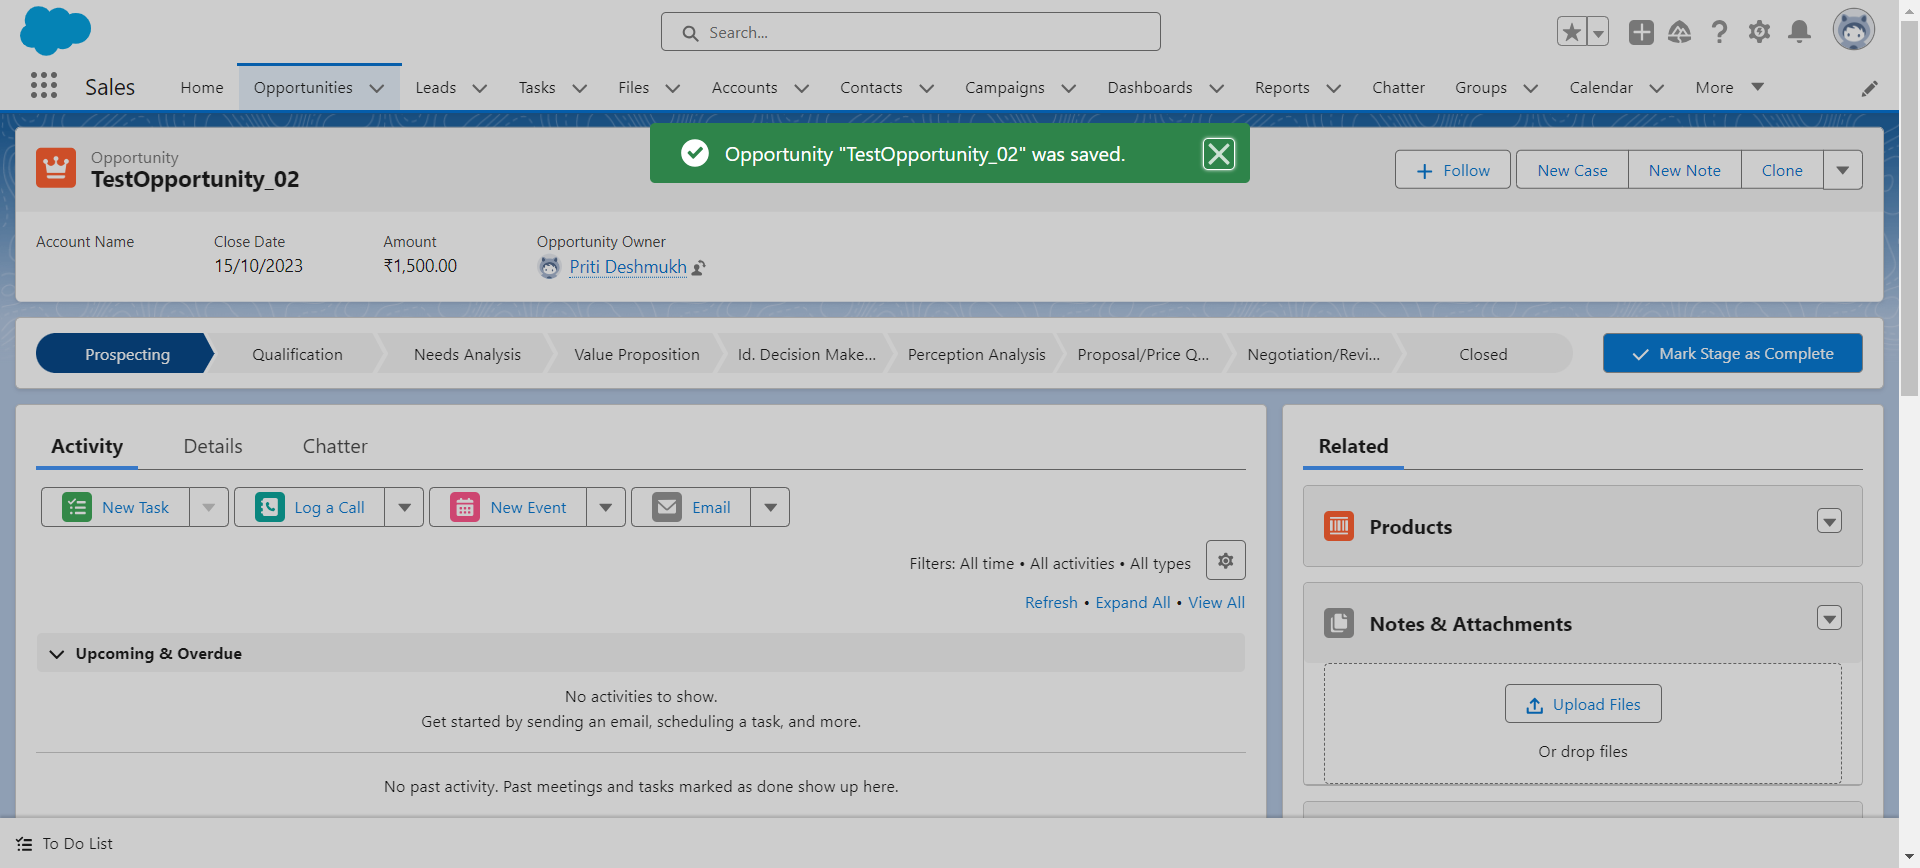 Search...
Sales Home Opportunities Leads Tasks Files Accounts Contacts Campaigns Dashboards Reports Chatter Groups Calendar More
Opportunity "TestOpportunity_02" was saved.
Opportunity
TestOpportunity_02
Follow New Case New Note Clone
Account Name Close Date Amount Opportunity Owner
15/10/2023 ₹1,500.00 Priti Deshmukh
Prospecting Qualification Needs Analysis Value Proposition Id. Decision Make... Perception Analysis Proposal/Price Q... Negotiation/Revi... Closed Mark Stage as Complete
Activity Details Chatter
New Task Log a Call New Event Email
Filters: All time • All activities • All types
Refresh • Expand All • View All
Upcoming & Overdue
No activities to show.
Get started by sending an email, scheduling a task, and more.
No past activity. Past meetings and tasks marked as done show up here.
Related
Products
Notes & Attachments
Upload Files
Or drop files
To Do List